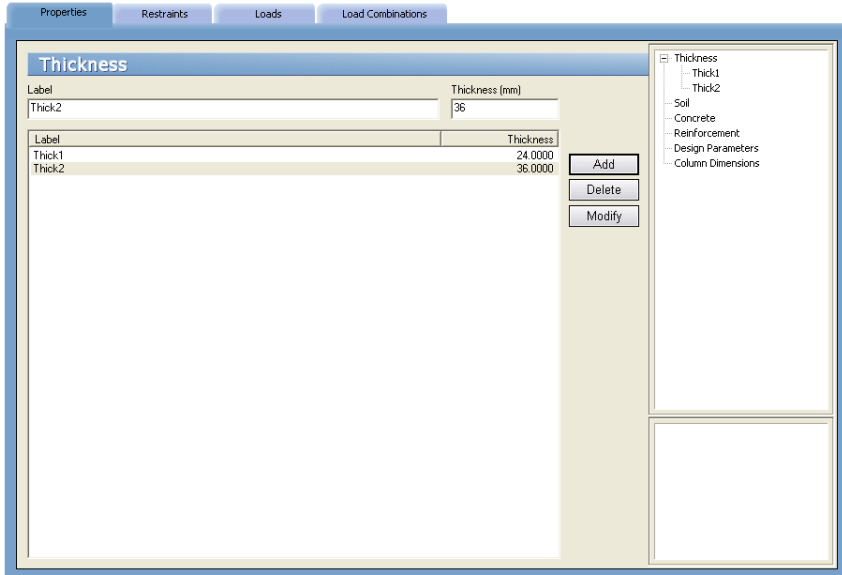 Properties Restraints Loads Load Combinations
Thickness
Label Thickness (mm)
Thick2 36
Label Thickness
Thick1 24.0000
Thick2 36.0000
Add
Delete
Modify
Thickness
Thick1
Thick2
Soil
Concrete
Reinforcement
Design Parameters
Column Dimensions